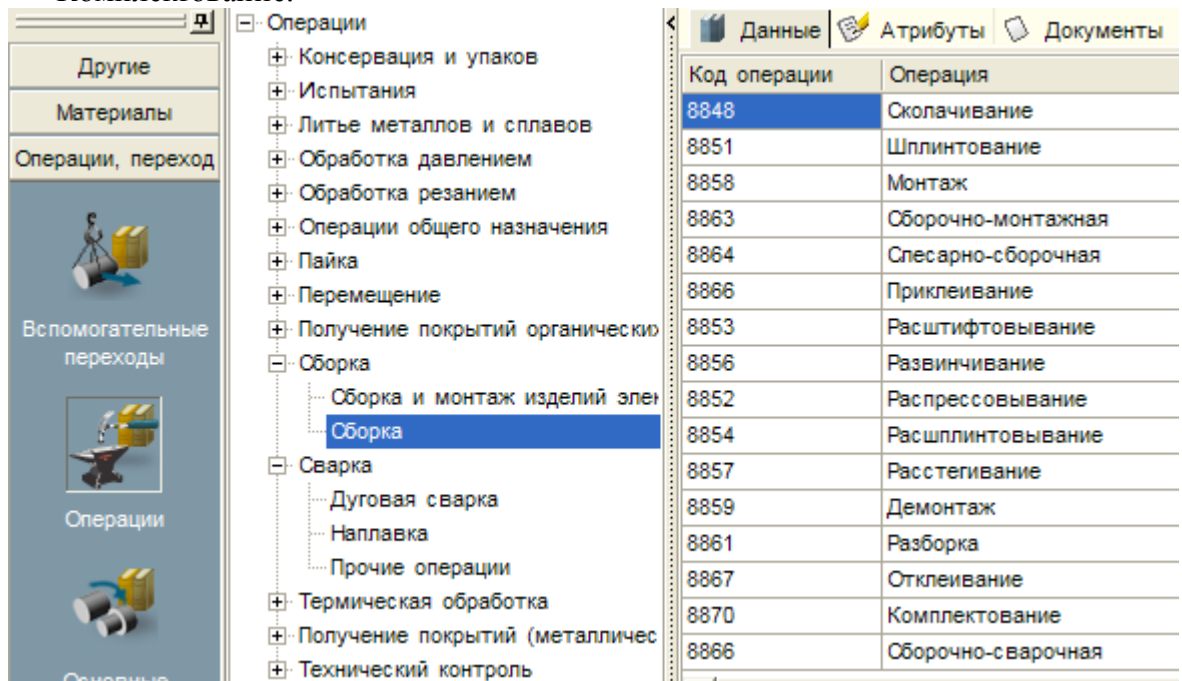 Комплектование.
Другие
Материалы
Операции, переход
Вспомогательные
переходы
Операции
Основные
Операции
Консервация и упаков
Испытания
Литье металлов и сплавов
Обработка давлением
Обработка резанием
Операции общего назначения
Пайка
Перемещение
Получение покрытий органических
Сборка
Сборка и монтаж изделий элек
Сборка
Сварка
Дуговая сварка
Наплавка
Прочие операции
Термическая обработка
Получение покрытий (металличес
Технический контроль
Данные Атрибуты Документы
Код операции Операция
8848 Сколачивание
8851 Шплинтование
8858 Монтаж
8863 Сборочно-монтажная
8864 Слесарно-сборочная
8866 Приклеивание
8853 Расштифтовывание
8856 Развинчивание
8852 Распрессовывание
8854 Расшплинтовывание
8857 Расстегивание
8859 Демонтаж
8861 Разборка
8867 Отклеивание
8870 Комплектование
8866 Сборочно-сварочная